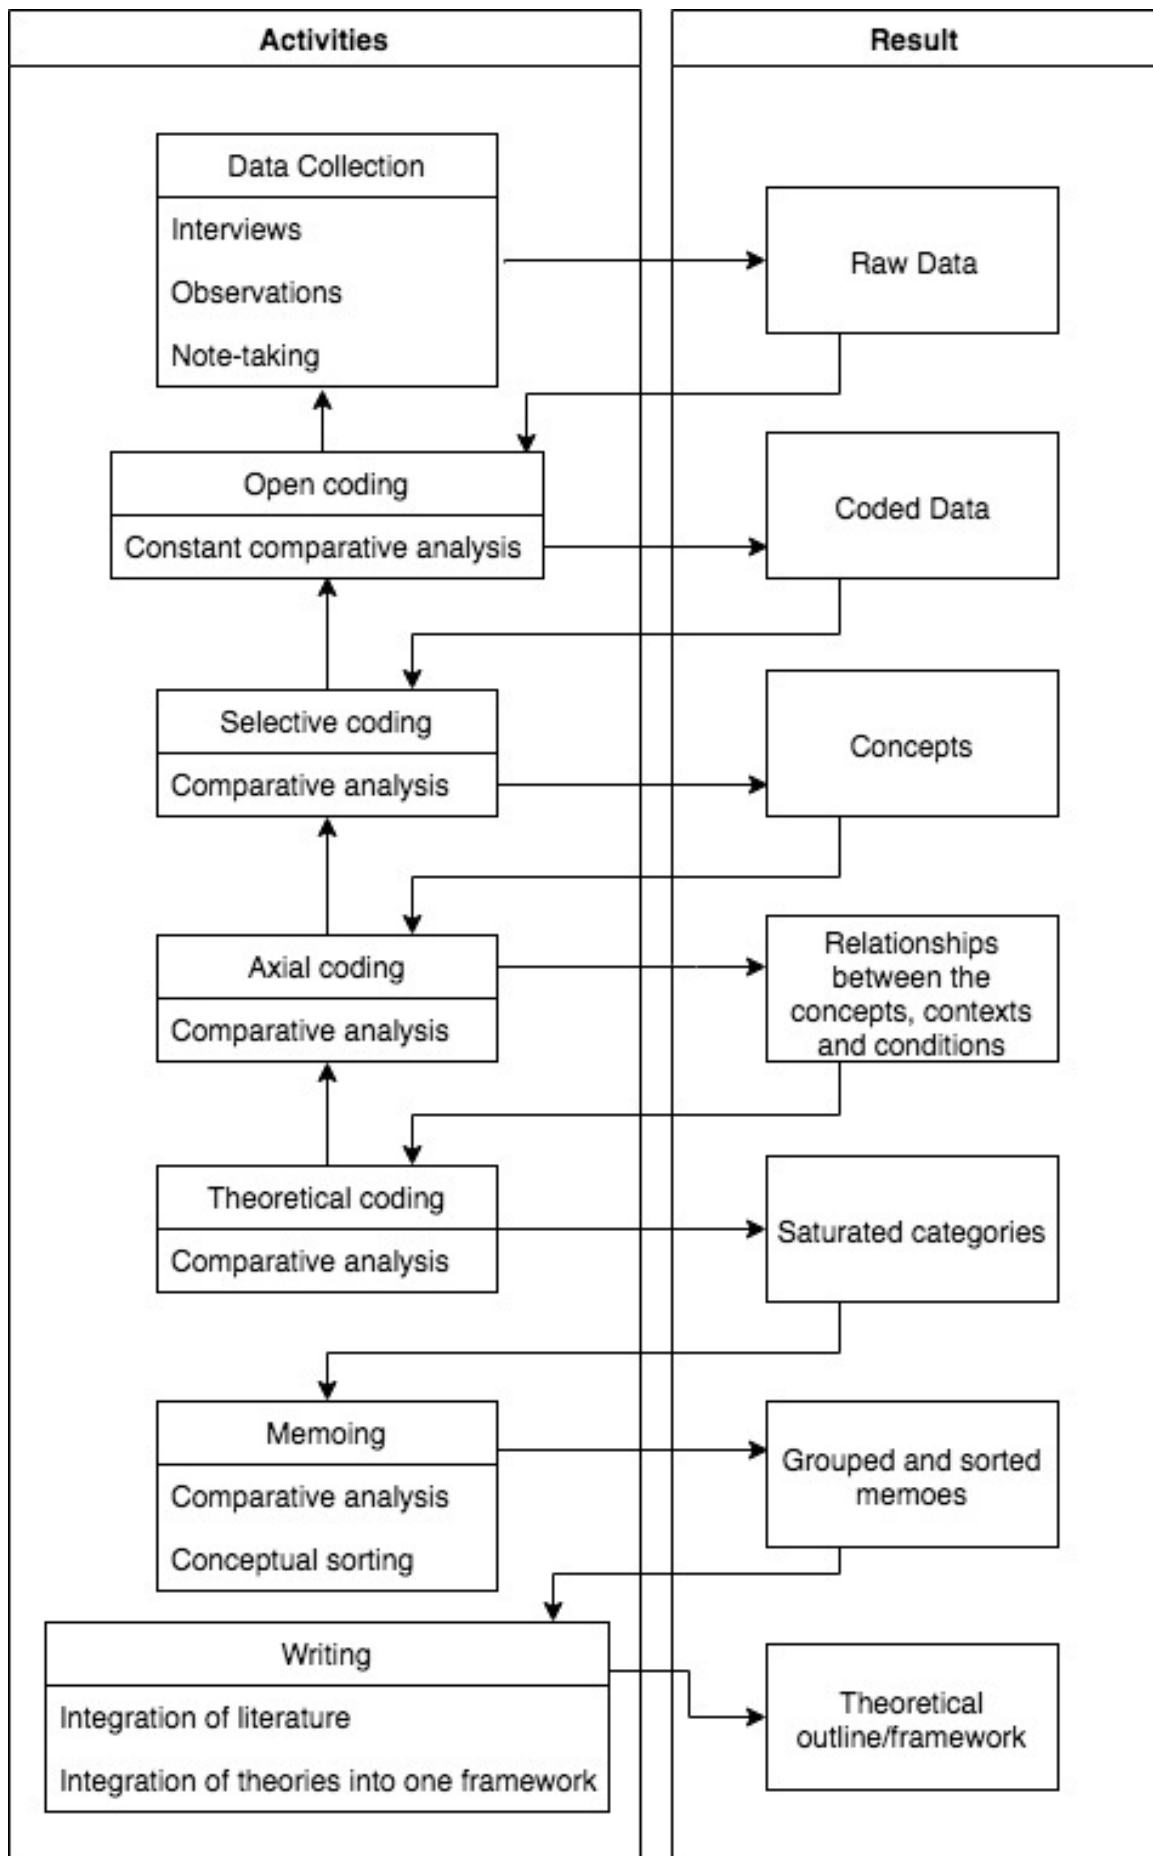 Activities
Result
Data Collection
Interviews
Observations
Note-taking
Raw Data
Open coding
Constant comparative analysis
Coded Data
Selective coding
Comparative analysis
Concepts
Axial coding
Comparative analysis
Relationships
between the
concepts, contexts
and conditions
Theoretical coding
Comparative analysis
Saturated categories
Memoing
Comparative analysis
Conceptual sorting
Grouped and sorted
memoes
Writing
Integration of literature
Integration of theories into one framework
Theoretical
outline/framework